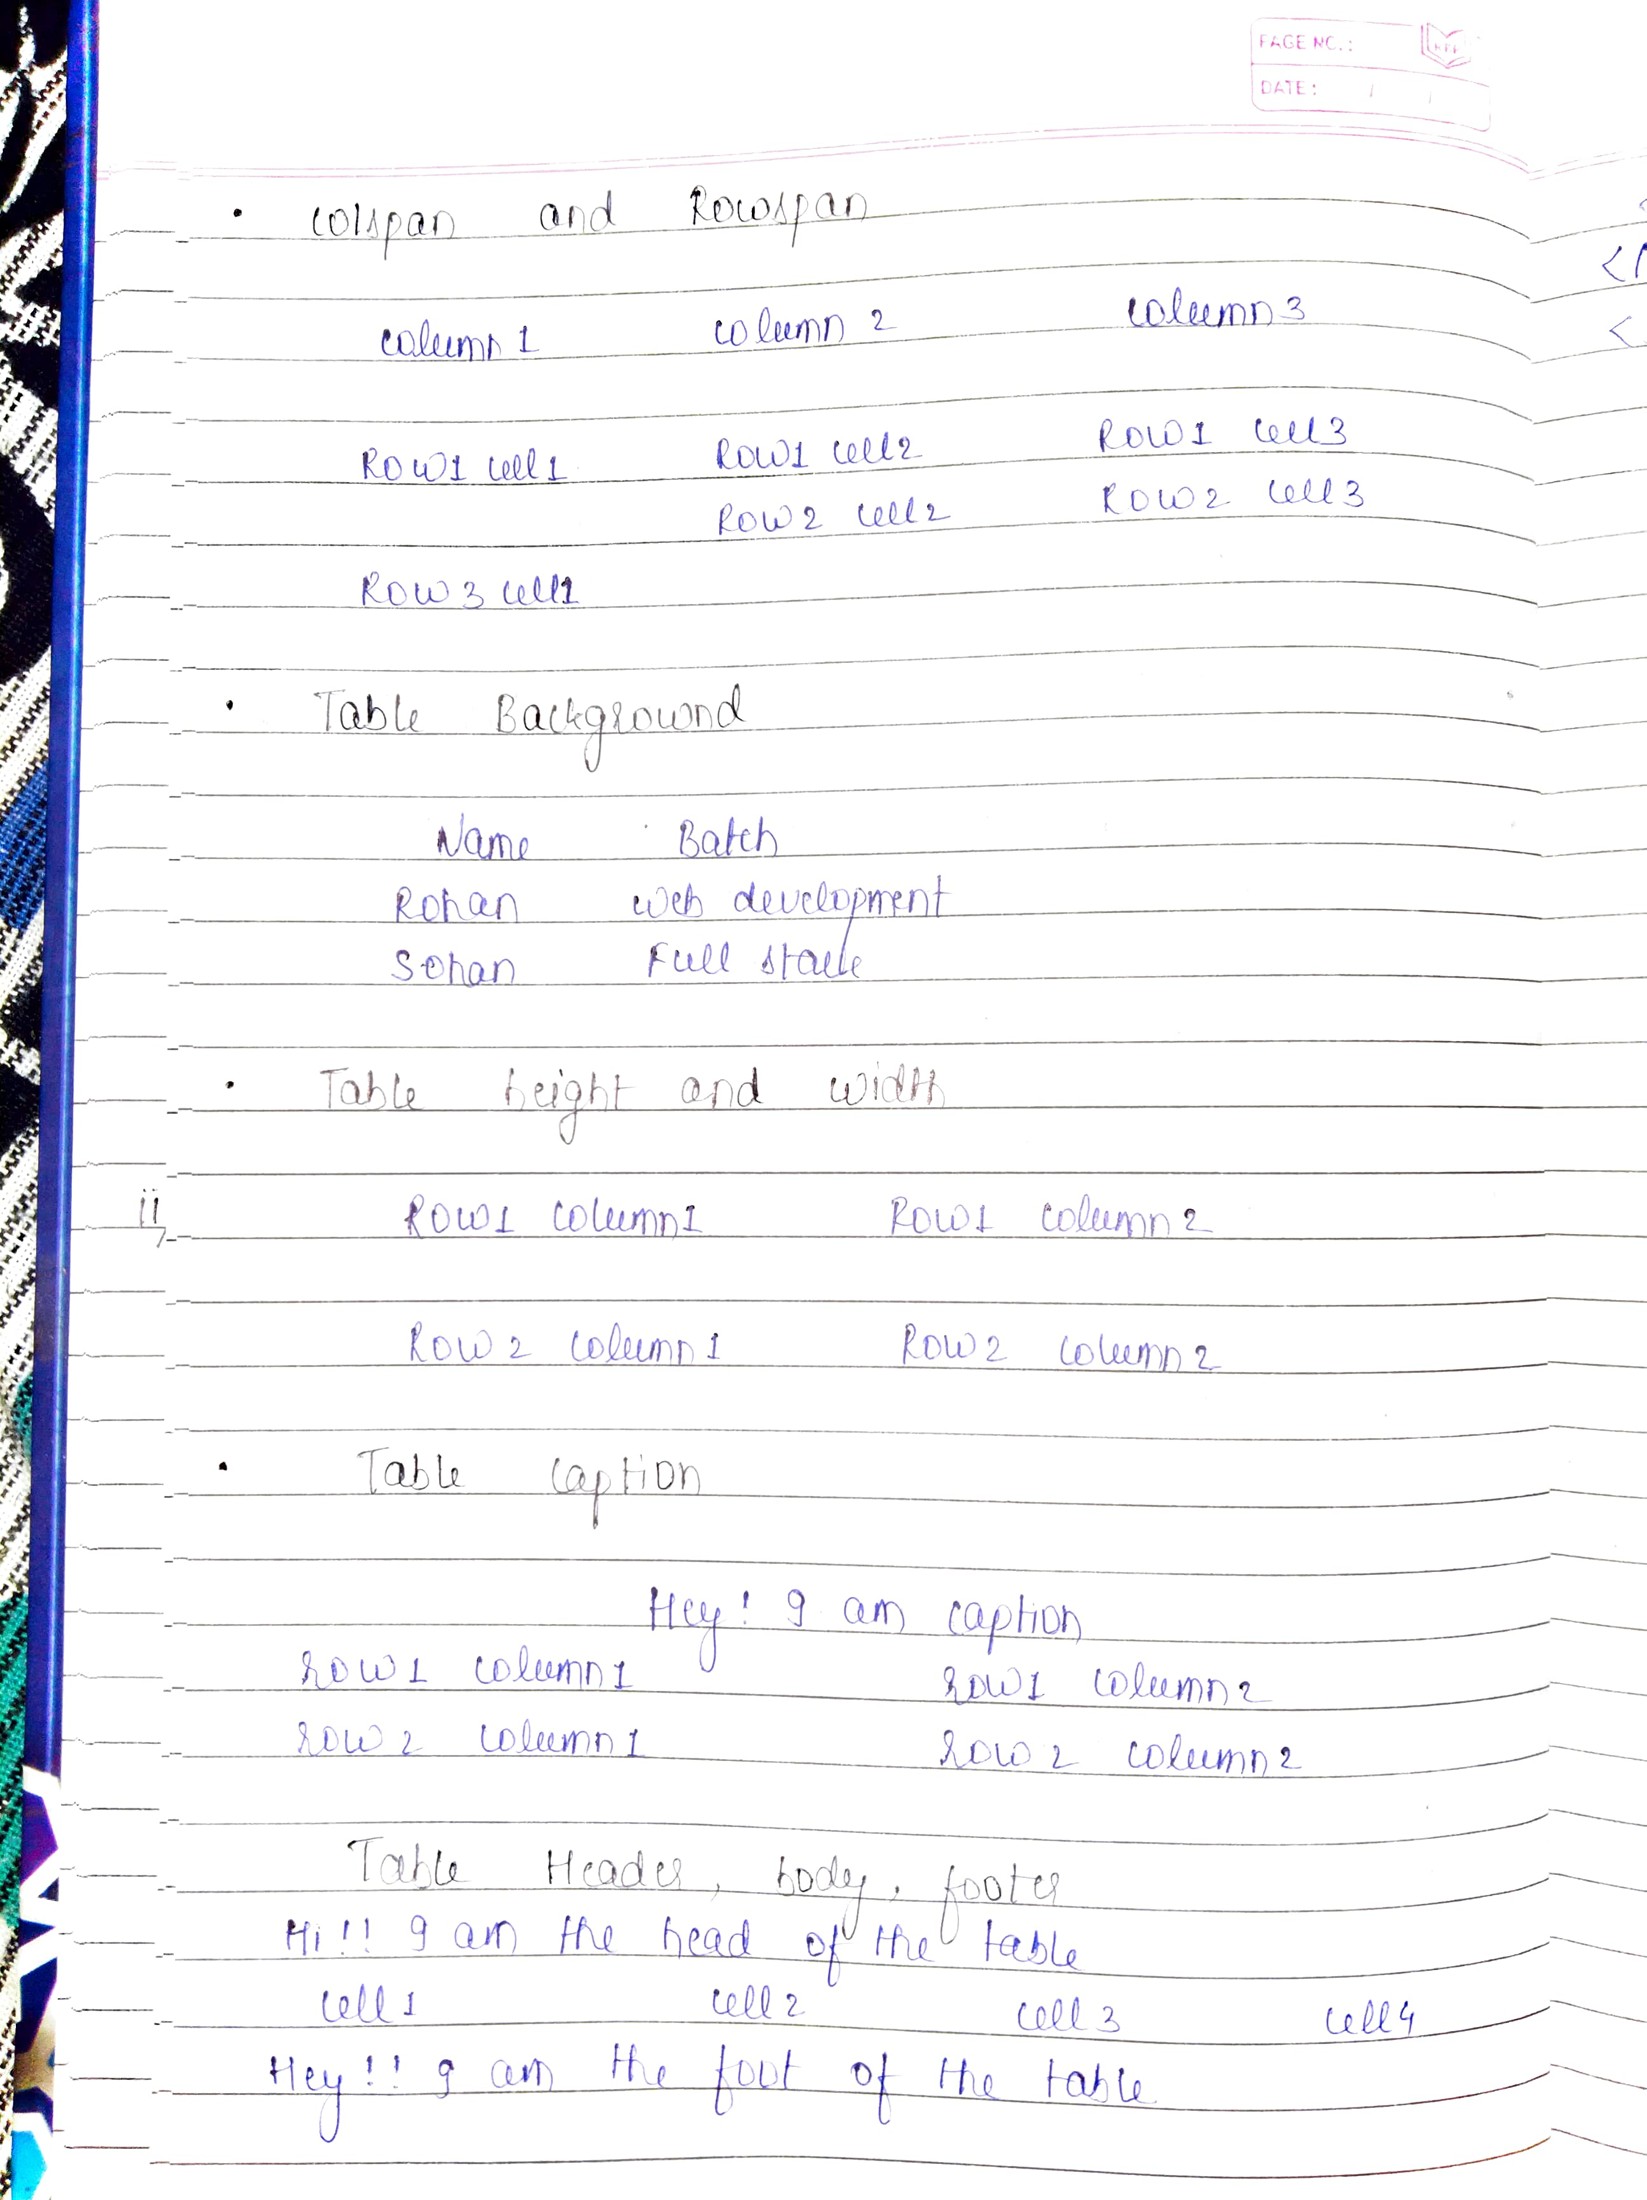 PAGE NO.:
DATE: / /
• Colspan and Rowspan
column 1 column 2 column 3
Row1 cell1 Row1 cell2 Row1 cell3
Row2 cell2 Row2 cell3
Row3 cell1
• Table Background
Name Batch
Rohan web development
Sohan Full stack
• Table height and width
ii Row1 column1 Row1 column2
Row2 column1 Row2 column2
• Table caption
Hey! I am caption
Row1 column1 Row1 column2
Row2 column1 Row2 column2
Table Header, body, footer
Hi!! I am the head of the table
cell1 cell2 cell3 cell4
Hey!! I am the foot of the table